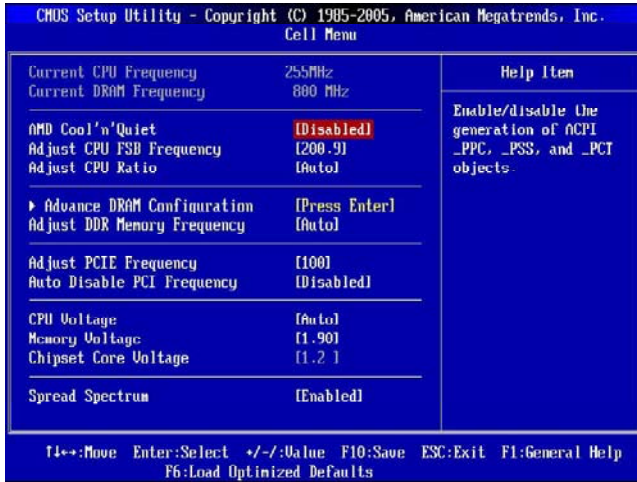 CMOS Setup Utility - Copyright (C) 1985-2005, American Megatrends, Inc.
Cell Menu
Current CPU Frequency 255MHz
Current DRAM Frequency 800 MHz
AMD Cool'n'Quiet [Disabled]
Adjust CPU FSB Frequency [200.9]
Adjust CPU Ratio [Auto]
▶ Advance DRAM Configuration [Press Enter]
Adjust DDR Memory Frequency [Auto]
Adjust PCIE Frequency [100]
Auto Disable PCI Frequency [Disabled]
CPU Voltage [Auto]
Memory Voltage [1.90]
Chipset Core Voltage [1.2 ]
Spread Spectrum [Enabled]
Help Item
Enable/disable the
generation of ACPI
_PPC, _PSS, and _PCT
objects.
↑↓←→:Move Enter:Select +/-/:Value F10:Save ESC:Exit F1:General Help
F6:Load Optimized Defaults